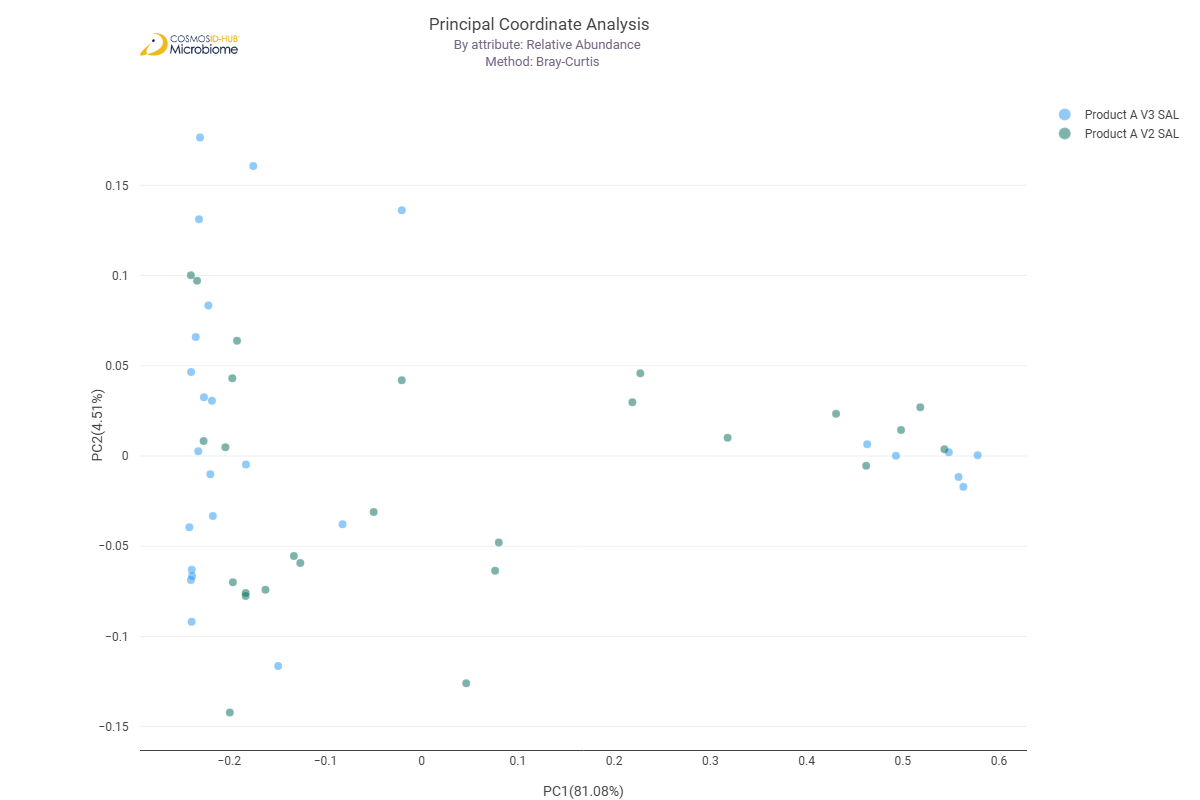 Principal Coordinate Analysis
By attribute: Relative Abundance
Method: Bray-Curtis
COSMOSID-HUB
Microbiome
Product A V3 SAL
Product A V2 SAL
0.15
0.1
0.05
0
−0.05
−0.1
−0.15
PC2(4.51%)
−0.2
−0.1
0
0.1
0.2
0.3
0.4
0.5
0.6
PC1(81.08%)